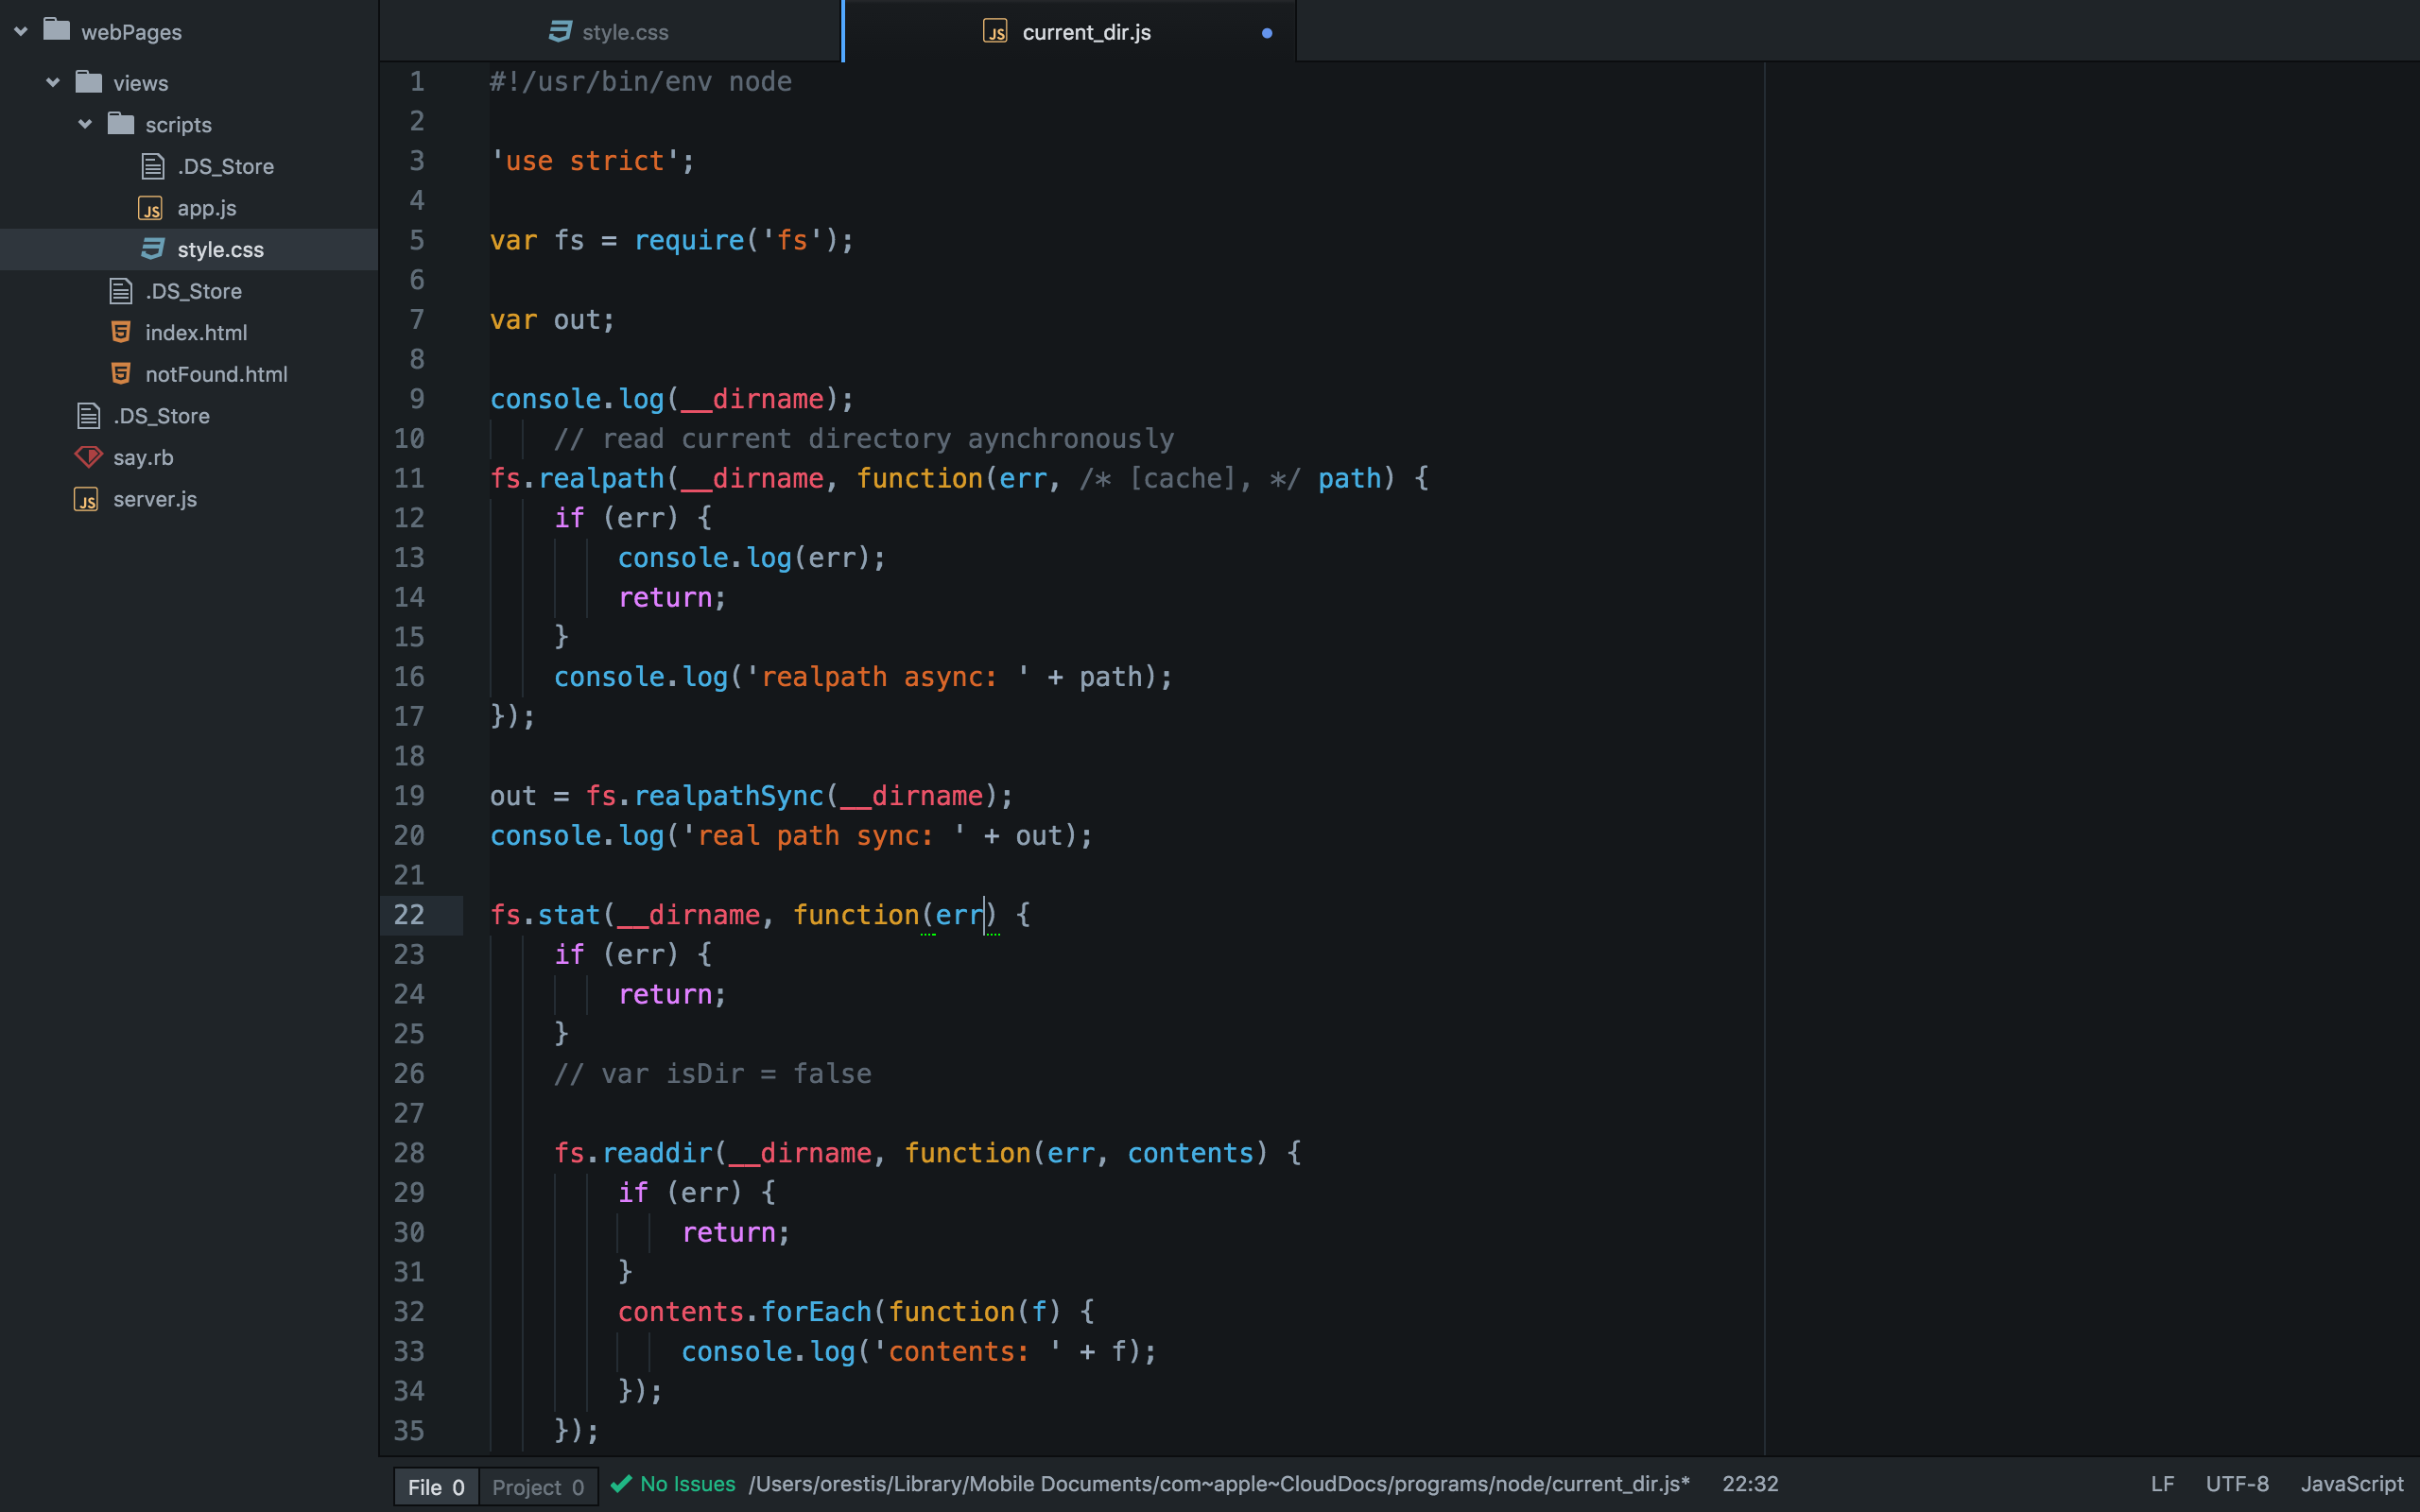 webPages
views
scripts
.DS_Store
app.js
style.css
.DS_Store
index.html
notFound.html
.DS_Store
say.rb
server.js
style.css
current_dir.js
1 #!/usr/bin/env node
2
3 'use strict';
4
5 var fs = require('fs');
6
7 var out;
8
9 console.log(__dirname);
10 // read current directory aynchronously
11 fs.realpath(__dirname, function(err, /* [cache], */ path) {
12 if (err) {
13 console.log(err);
14 return;
15 }
16 console.log('realpath async: ' + path);
17 });
18
19 out = fs.realpathSync(__dirname);
20 console.log('real path sync: ' + out);
21
22 fs.stat(__dirname, function(err) {
23 if (err) {
24 return;
25 }
26 // var isDir = false
27
28 fs.readdir(__dirname, function(err, contents) {
29 if (err) {
30 return;
31 }
32 contents.forEach(function(f) {
33 console.log('contents: ' + f);
34 });
35 });
File 0 Project 0 No Issues /Users/orestis/Library/Mobile Documents/com~apple~CloudDocs/programs/node/current_dir.js* 22:32 LF UTF-8 JavaScript